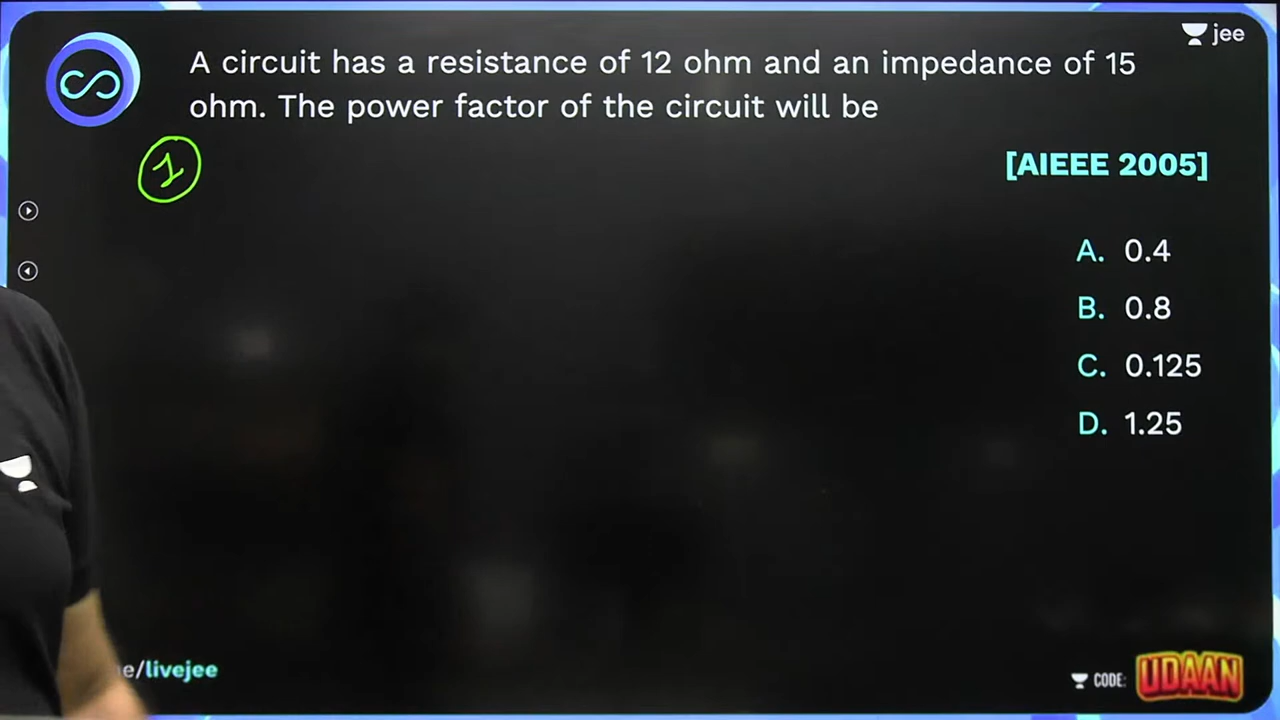 jee
A circuit has a resistance of 12 ohm and an impedance of 15
ohm. The power factor of the circuit will be
1
[AIEEE 2005]
A. 0.4
B. 0.8
C. 0.125
D. 1.25
e/livejee
CODE: UDAAN